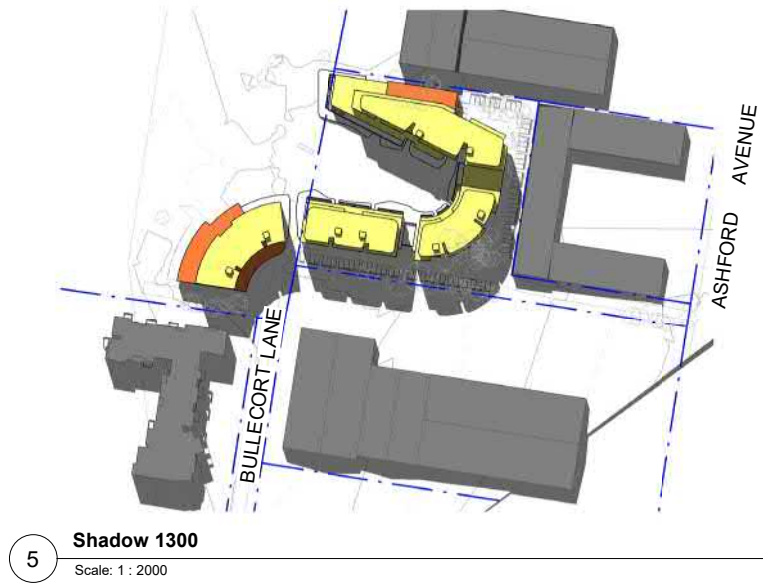 ASHFORD AVENUE
BULLECORT LANE
5
Shadow 1300
Scale: 1 : 2000